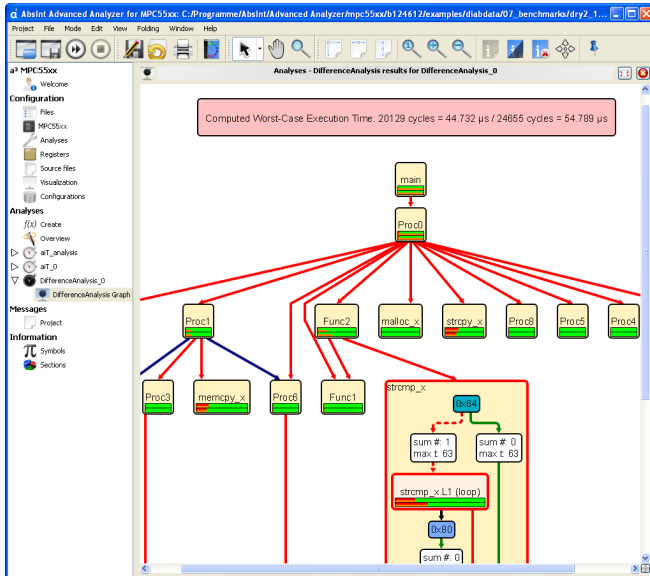 AbsInt Advanced Analyzer for MPC55xx: C:/Programme/AbsInt/Advanced Analyzer/mpc55xx/b124612/examples/diabdata/07_benchmarks/dry2_1...
Project File Mode Edit View Folding Window Help
a³ MPC55xx
Welcome
Configuration
Files
MPC55xx
Analyses
Registers
Source files
Visualization
Configurations
Analyses
f(x) Create
Overview
aiT_analysis
aiT_0
DifferenceAnalysis_0
DifferenceAnalysis Graph
Messages
Project
Information
Symbols
Sections
Analyses - DifferenceAnalysis results for DifferenceAnalysis_0
Computed Worst-Case Execution Time: 20129 cycles = 44.732 µs / 24655 cycles = 54.789 µs
main
Proc0
Proc1 Func2 malloc_x strcpy_x Proc8 Proc5 Proc4
Proc3 memcpy_x Proc6 Func1
strcmp_x
0x64
sum #: 1 sum #: 0
max t: 63 max t: 63
strcmp_x.L1 (loop)
0x80
sum #: 0